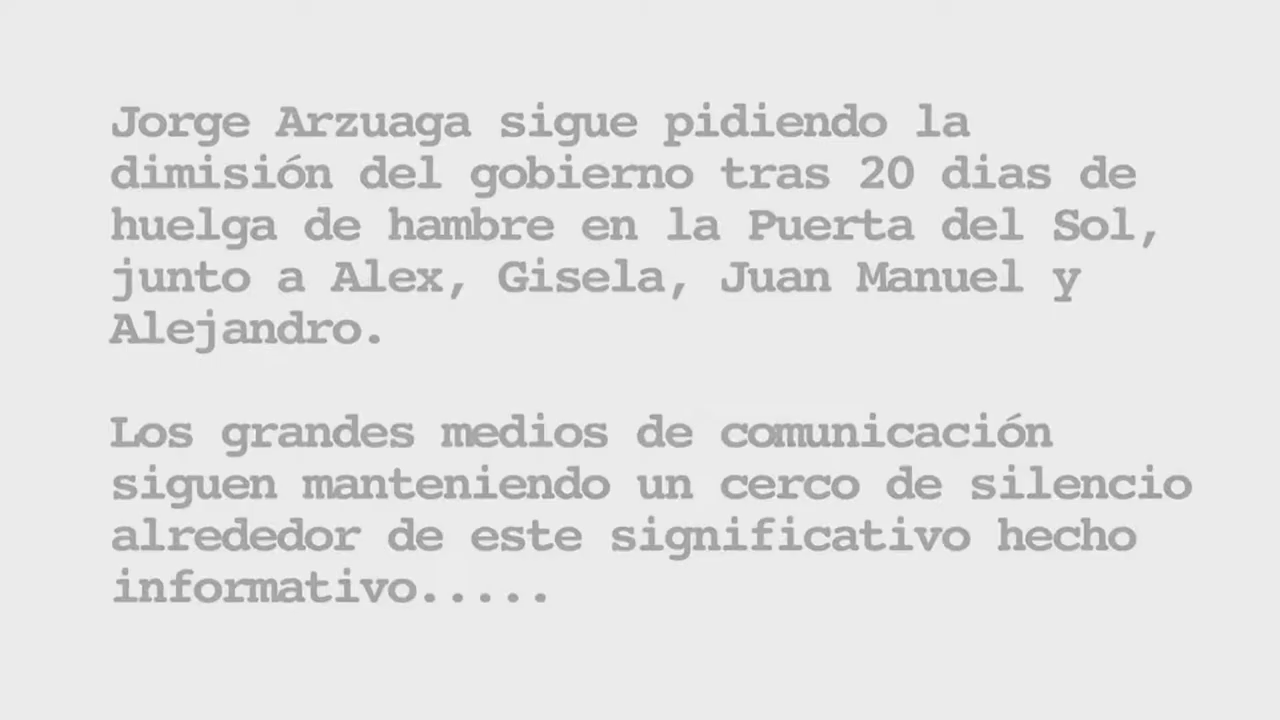 Jorge Arzuaga sigue pidiendo la
dimisión del gobierno tras 20 dias de
huelga de hambre en la Puerta del Sol,
junto a Alex, Gisela, Juan Manuel y
Alejandro.
Los grandes medios de comunicación
siguen manteniendo un cerco de silencio
alrededor de este significativo hecho
informativo.....